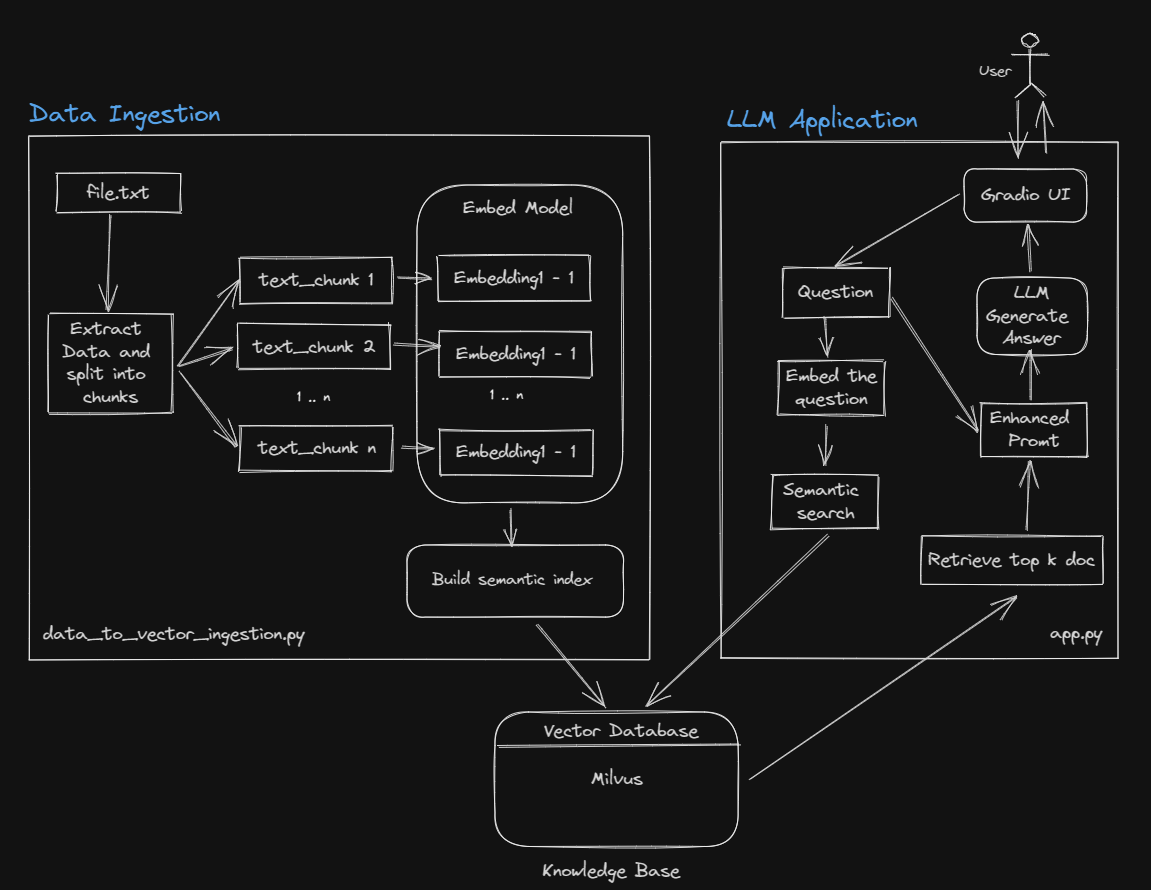 User
Data Ingestion
LLM Application
file.txt
Embed Model
Gradio UI
text_chunk 1
Embedding1 - 1
Question
LLM
Generate
Answer
Extract
Data and
split into
chunks
text_chunk 2
Embedding1 - 1
1 .. n
1 .. n
Embed the
question
Enhanced
Promt
text_chunk n
Embedding1 - 1
Semantic
search
Retrieve top k doc
Build semantic index
data_to_vector_ingestion.py
app.py
Vector Database
Milvus
Knowledge Base